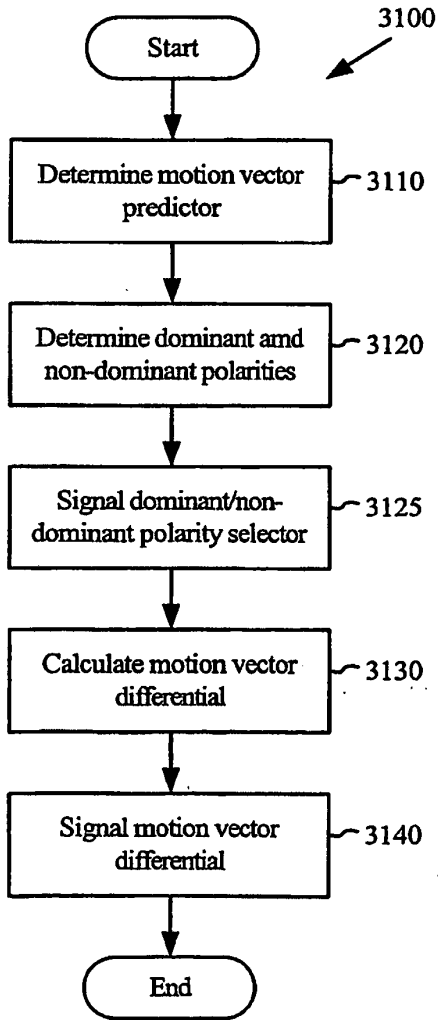 3100
Start
Determine motion vector
predictor
3110
Determine dominant amd
non-dominant polarities
3120
Signal dominant/non-
dominant polarity selector
3125
Calculate motion vector
differential
3130
Signal motion vector
differential
3140
End